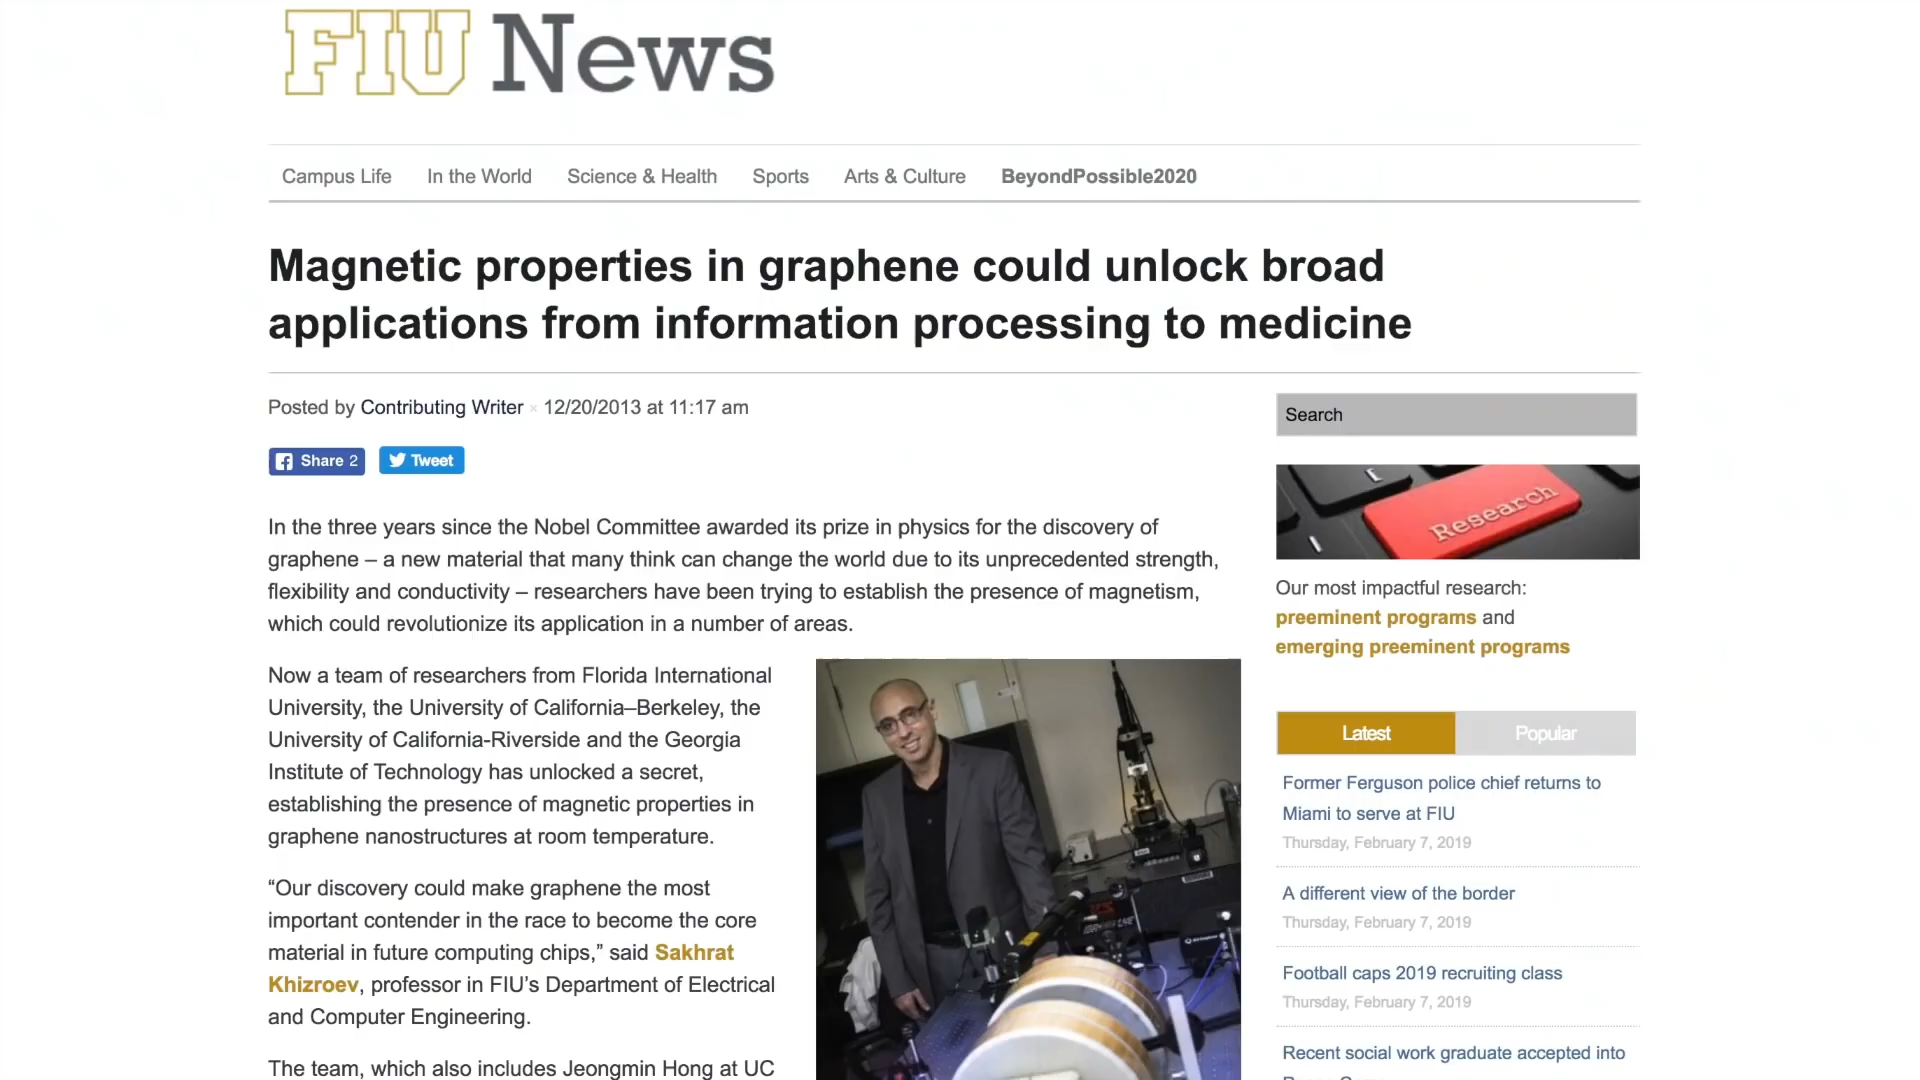 FIU News
Campus Life In the World Science & Health Sports Arts & Culture BeyondPossible2020
Magnetic properties in graphene could unlock broad
applications from information processing to medicine
Posted by Contributing Writer × 12/20/2013 at 11:17 am
Share 2 Tweet
In the three years since the Nobel Committee awarded its prize in physics for the discovery of
graphene – a new material that many think can change the world due to its unprecedented strength,
flexibility and conductivity – researchers have been trying to establish the presence of magnetism,
which could revolutionize its application in a number of areas.
Now a team of researchers from Florida International
University, the University of California–Berkeley, the
University of California-Riverside and the Georgia
Institute of Technology has unlocked a secret,
establishing the presence of magnetic properties in
graphene nanostructures at room temperature.
“Our discovery could make graphene the most
important contender in the race to become the core
material in future computing chips,” said Sakhrat
Khizroev, professor in FIU’s Department of Electrical
and Computer Engineering.
The team, which also includes Jeongmin Hong at UC
Search
Research
Our most impactful research:
preeminent programs and
emerging preeminent programs
Latest Popular
Former Ferguson police chief returns to
Miami to serve at FIU
Thursday, February 7, 2019
A different view of the border
Thursday, February 7, 2019
Football caps 2019 recruiting class
Thursday, February 7, 2019
Recent social work graduate accepted into